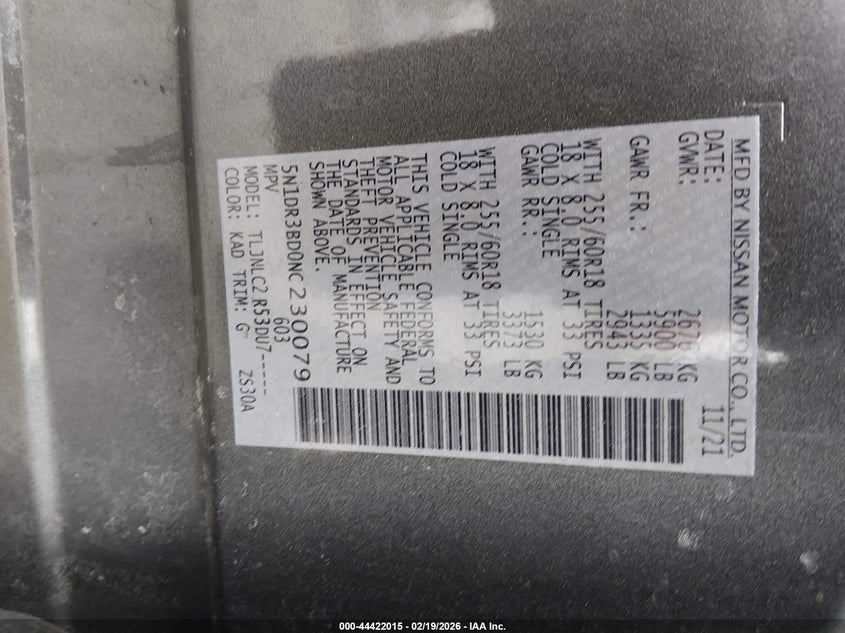 MFD BY NISSAN MOTOR CO., LTD.
DATE: 11/21
GVWR: KG
5900 LB
GAWR FR.: 1335 KG
2943 LB
WITH 255/60R18 TIRES
18 X 8.0 RIMS AT 33 PSI
COLD SINGLE
GAWR RR.: 1530 KG
3373 LB
WITH 255/60R18 TIRES
18 X 8.0 RIMS AT 33 PSI
COLD SINGLE
THIS VEHICLE CONFORMS TO
ALL APPLICABLE FEDERAL
MOTOR VEHICLE SAFETY AND
THEFT PREVENTION
STANDARDS IN EFFECT ON
THE DATE OF MANUFACTURE
SHOWN ABOVE.
5N1DR3BD0NC230079
MPV 603
MODEL: TLJNLC2 R53DU7-----
COLOR: KAD TRIM: G ZS30A
000-44422015 - 02/19/2026 - IAA Inc.